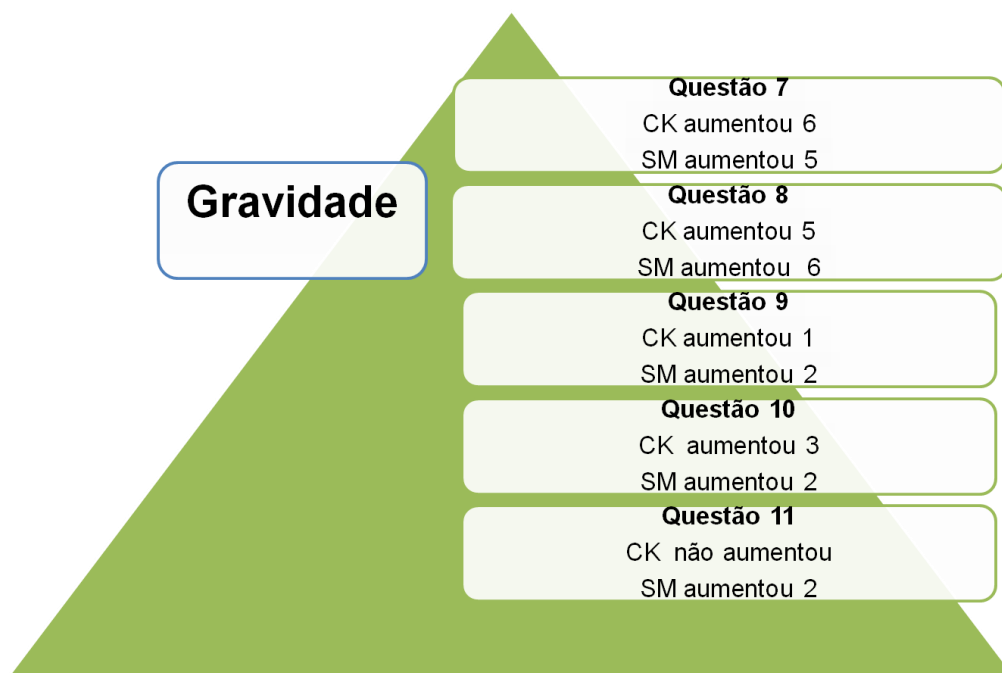 Gravidade
Questão 7
CK aumentou 6
SM aumentou 5
Questão 8
CK aumentou 5
SM aumentou 6
Questão 9
CK aumentou 1
SM aumentou 2
Questão 10
CK aumentou 3
SM aumentou 2
Questão 11
CK não aumentou
SM aumentou 2